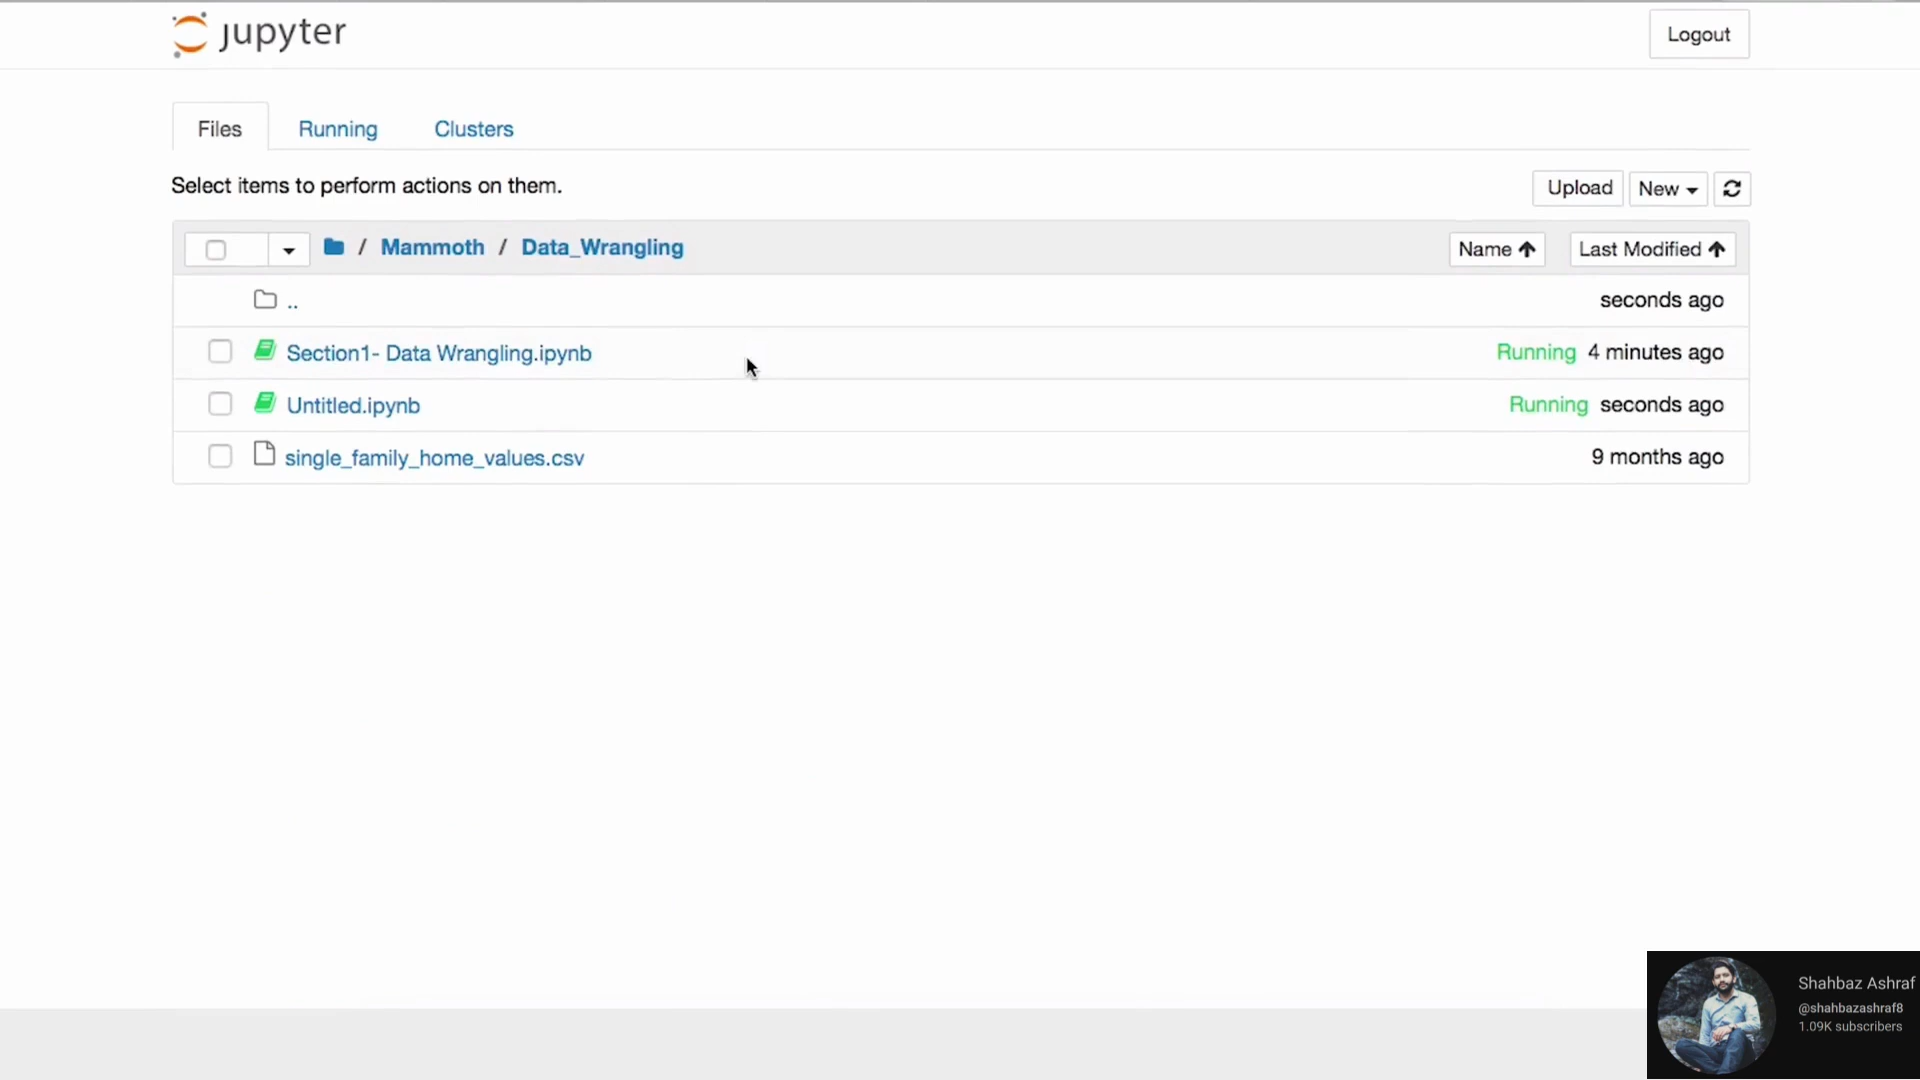 jupyter
Logout
Files Running Clusters
Select items to perform actions on them.
Upload New
/ Mammoth / Data_Wrangling
Name Last Modified
.. seconds ago
Section1- Data Wrangling.ipynb Running 4 minutes ago
Untitled.ipynb Running seconds ago
single_family_home_values.csv 9 months ago
Shahbaz Ashraf
@shahbazashraf8
1.09K subscribers